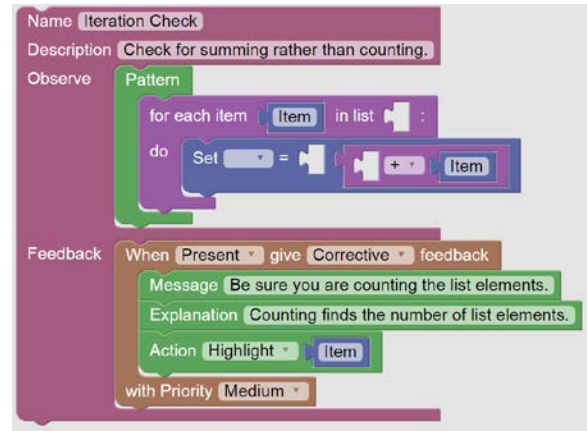 Name Iteration Check
Description Check for summing rather than counting.
Observe Pattern
for each item Item in list :
do Set = + Item
Feedback When Present give Corrective feedback
Message Be sure you are counting the list elements.
Explanation Counting finds the number of list elements.
Action Highlight Item
with Priority Medium